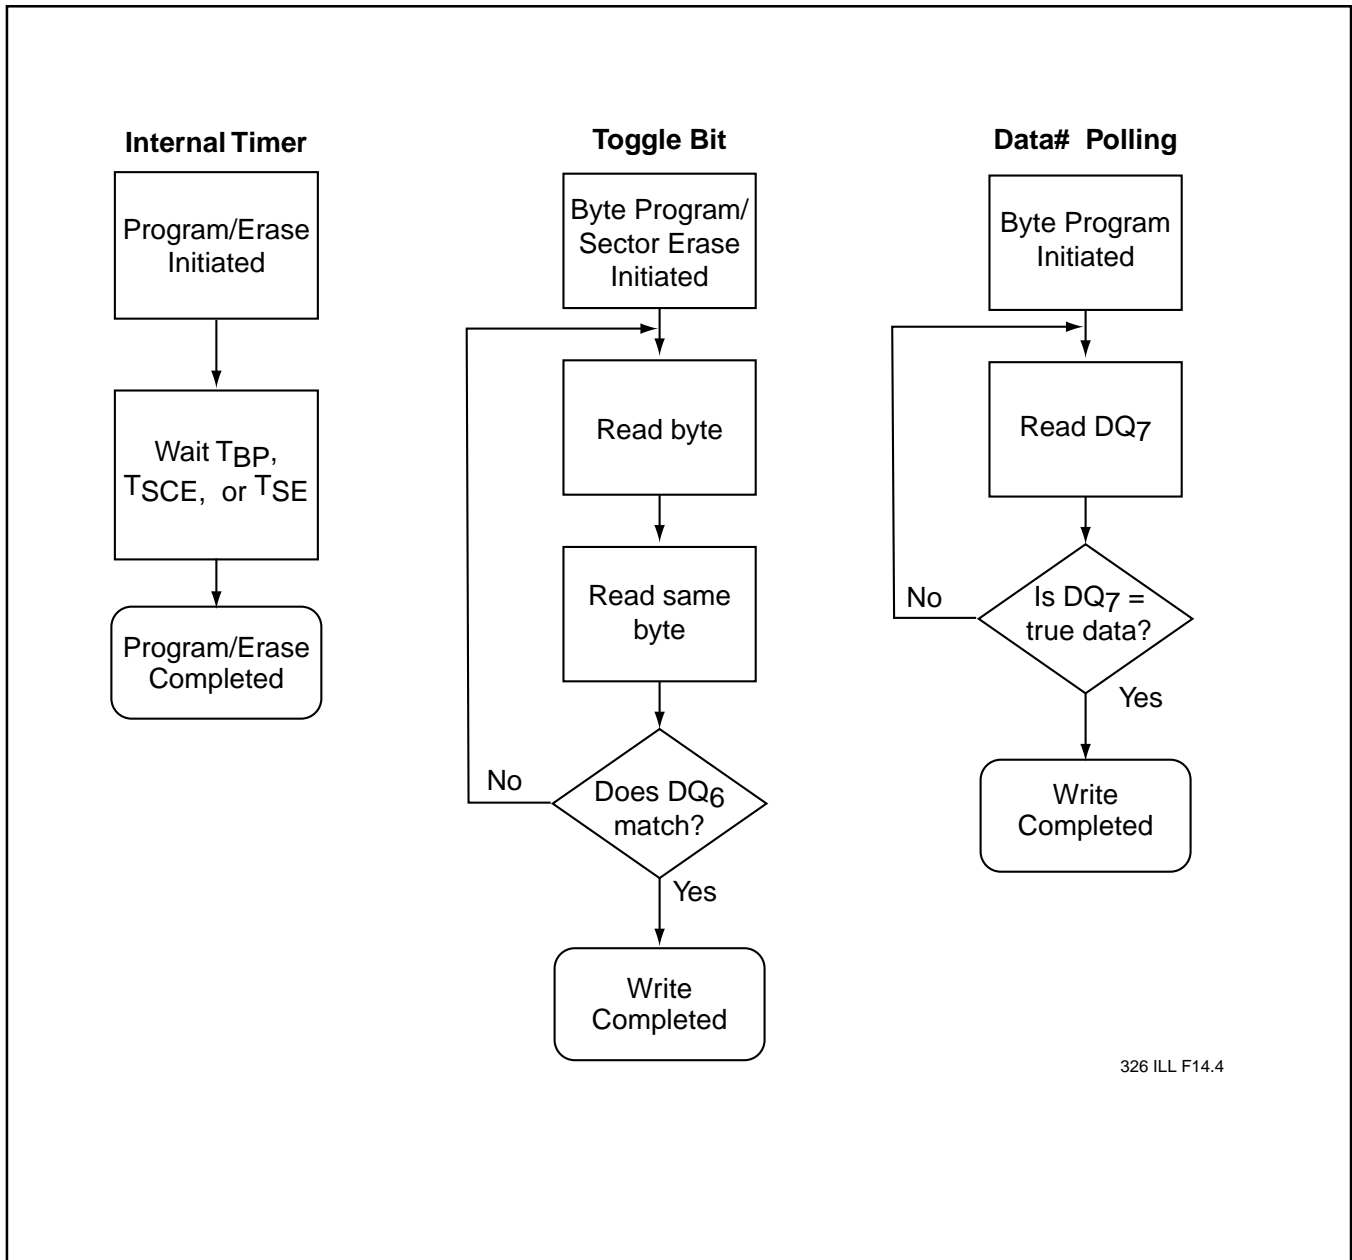 Internal Timer
Program/Erase
Initiated
Wait TBP,
TSCE, or TSE
Program/Erase
Completed
Toggle Bit
Byte Program/
Sector Erase
Initiated
Read byte
Read same
byte
No
Does DQ6
match?
Yes
Write
Completed
Data# Polling
Byte Program
Initiated
Read DQ7
No
Is DQ7 =
true data?
Yes
Write
Completed
326 ILL F14.4